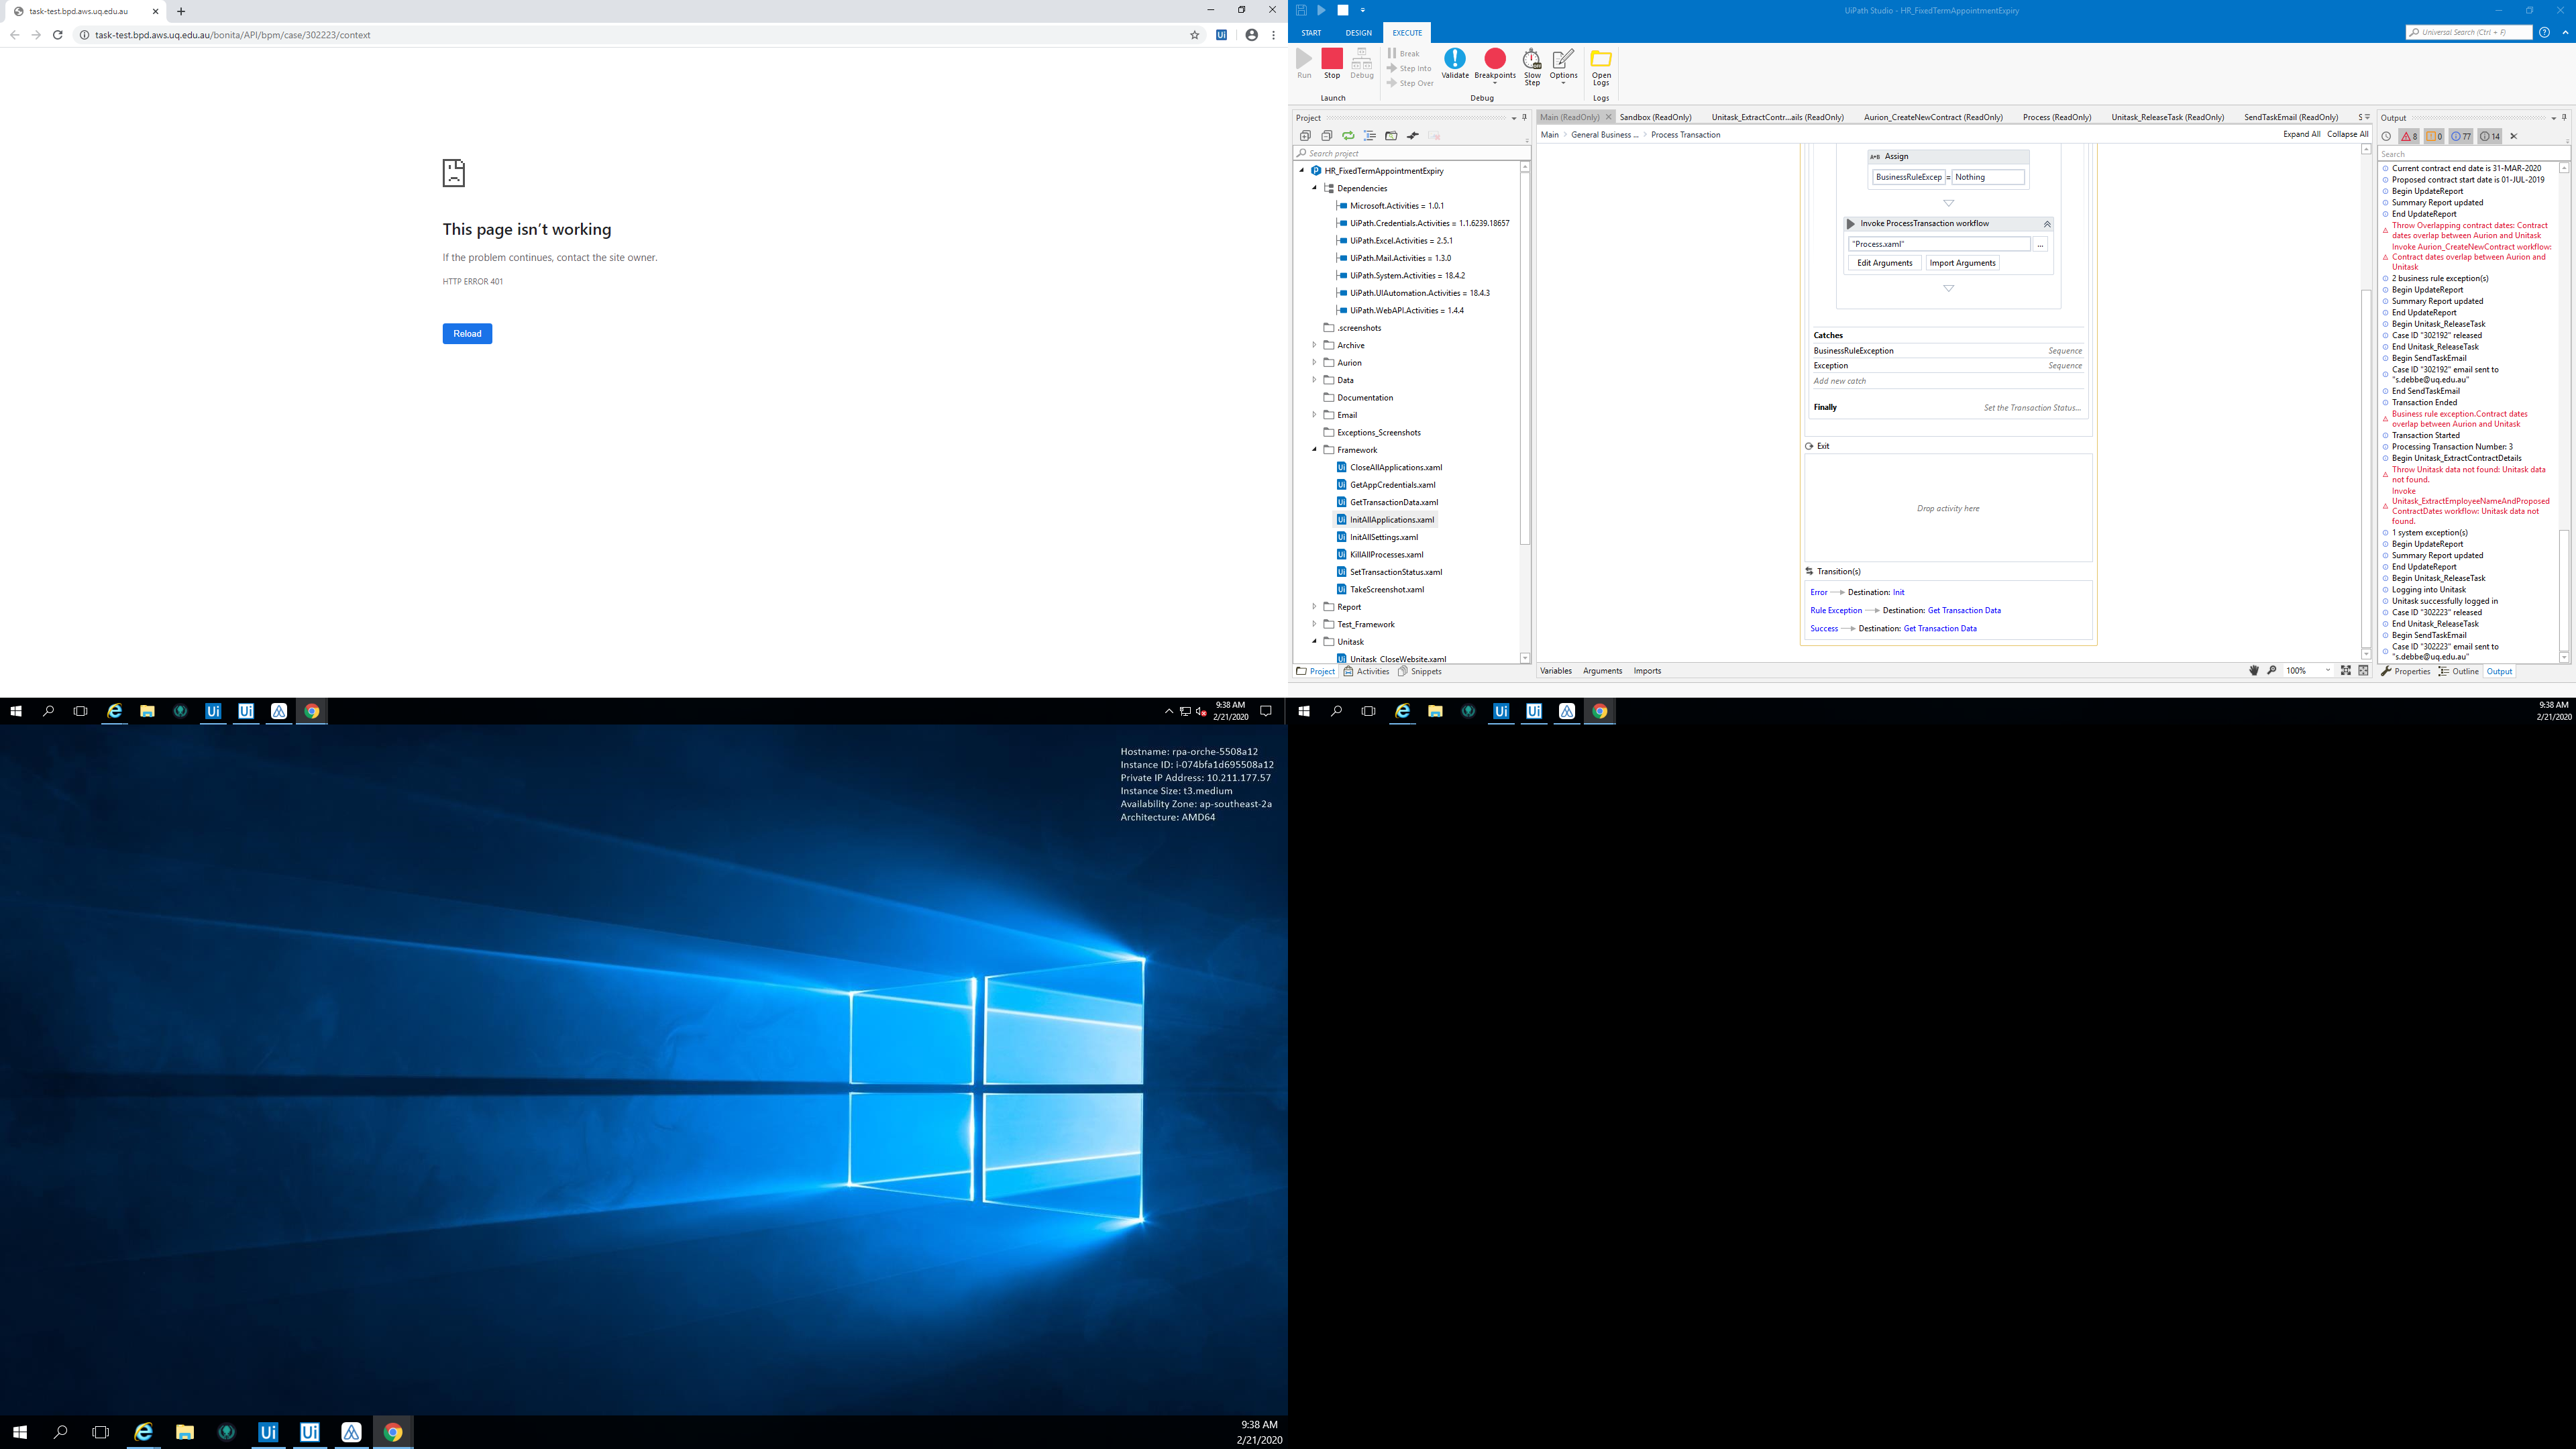 task-test.bpd.aws.uq.edu.au
task-test.bpd.aws.uq.edu.au/bonita/API/bpm/case/302223/context
Ui
This page isn't working
If the problem continues, contact the site owner.
HTTP ERROR 401
Reload
UiPath Studio - HR_FixedTermAppointmentExpiry
START DESIGN EXECUTE
Universal Search (Ctrl + F)
Run Stop Debug
Break
Step Into
Step Over
Validate Breakpoints Slow Step Options Open Logs
Launch Debug Logs
Project
Search project
HR_FixedTermAppointmentExpiry
Dependencies
Microsoft.Activities = 1.0.1
UiPath.Credentials.Activities = 1.1.6239.18657
UiPath.Excel.Activities = 2.5.1
UiPath.Mail.Activities = 1.3.0
UiPath.System.Activities = 18.4.2
UiPath.UIAutomation.Activities = 18.4.3
UiPath.WebAPI.Activities = 1.4.4
.screenshots
Archive
Aurion
Data
Documentation
Email
Exceptions_Screenshots
Framework
CloseAllApplications.xaml
GetAppCredentials.xaml
GetTransactionData.xaml
InitAllApplications.xaml
InitAllSettings.xaml
KillAllProcesses.xaml
SetTransactionStatus.xaml
TakeScreenshot.xaml
Report
Test_Framework
Unitask
Unitask_CloseWebsite.xaml
Project Activities Snippets
Main (ReadOnly) Sandbox (ReadOnly) Unitask_ExtractContr...ails (ReadOnly) Aurion_CreateNewContract (ReadOnly) Process (ReadOnly) Unitask_ReleaseTask (ReadOnly) SendTaskEmail (ReadOnly) S
Main > General Business ... > Process Transaction
Expand All Collapse All
A+B Assign
BusinessRuleExcep = Nothing
Invoke ProcessTransaction workflow
"Process.xaml" ...
Edit Arguments Import Arguments
Catches
BusinessRuleException Sequence
Exception Sequence
Add new catch
Finally Set the Transaction Status...
Exit
Drop activity here
Transition(s)
Error Destination: Init
Rule Exception Destination: Get Transaction Data
Success Destination: Get Transaction Data
Variables Arguments Imports
100%
Output
8 0 77 14
Search
Current contract end date is 31-MAR-2020
Proposed contract start date is 01-JUL-2019
Begin UpdateReport
Summary Report updated
End UpdateReport
Throw Overlapping contract dates: Contract
dates overlap between Aurion and Unitask
Invoke Aurion_CreateNewContract workflow:
Contract dates overlap between Aurion and
Unitask
2 business rule exception(s)
Begin UpdateReport
Summary Report updated
End UpdateReport
Begin Unitask_ReleaseTask
Case ID "302192" released
End Unitask_ReleaseTask
Begin SendTaskEmail
Case ID "302192" email sent to
"s.debbe@uq.edu.au"
End SendTaskEmail
Transaction Ended
Business rule exception.Contract dates
overlap between Aurion and Unitask
Transaction Started
Processing Transaction Number: 3
Begin Unitask_ExtractContractDetails
Throw Unitask data not found: Unitask data
not found.
Invoke
Unitask_ExtractEmployeeNameAndProposed
ContractDates workflow: Unitask data not
found.
1 system exception(s)
Begin UpdateReport
Summary Report updated
End UpdateReport
Begin Unitask_ReleaseTask
Logging into Unitask
Unitask successfully logged in
Case ID "302223" released
End Unitask_ReleaseTask
Begin SendTaskEmail
Case ID "302223" email sent to
"s.debbe@uq.edu.au"
Properties Outline Output
Ui Ui
9:38 AM
2/21/2020
Ui Ui
9:38 AM
2/21/2020
Hostname: rpa-orche-5508a12
Instance ID: i-074bfa1d695508a12
Private IP Address: 10.211.177.57
Instance Size: t3.medium
Availability Zone: ap-southeast-2a
Architecture: AMD64
Ui Ui
9:38 AM
2/21/2020